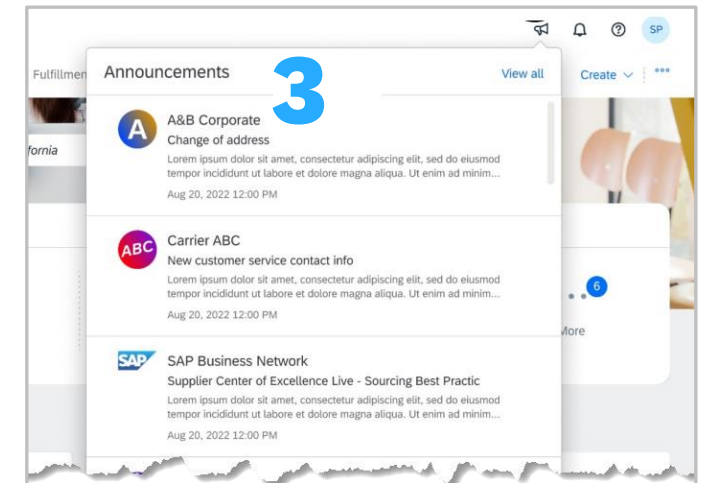 SP
Fulfillmen
Announcements
3
View all
Create
fornia
A
A&B Corporate
Change of address
Lorem ipsum dolor sit amet, consectetur adipiscing elit, sed do eiusmod
tempor incididunt ut labore et dolore magna aliqua. Ut enim ad minim...
Aug 20, 2022 12:00 PM
ABC
Carrier ABC
New customer service contact info
Lorem ipsum dolor sit amet, consectetur adipiscing elit, sed do eiusmod
tempor incididunt ut labore et dolore magna aliqua. Ut enim ad minim...
Aug 20, 2022 12:00 PM
6
More
SAP
SAP Business Network
Supplier Center of Excellence Live - Sourcing Best Practic
Lorem ipsum dolor sit amet, consectetur adipiscing elit, sed do eiusmod
tempor incididunt ut labore et dolore magna aliqua. Ut enim ad minim...
Aug 20, 2022 12:00 PM